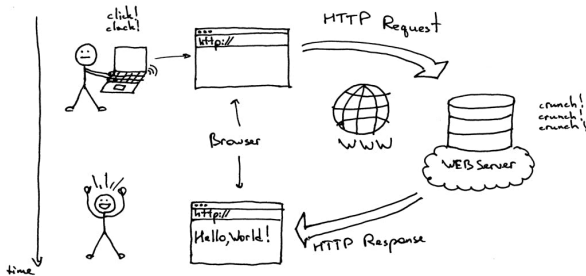 click!
clack!
http://
HTTP Request
WWW
crunch!
crunch!
crunch!
WEB Server
Browser
http://
Hello, World!
HTTP Response
time